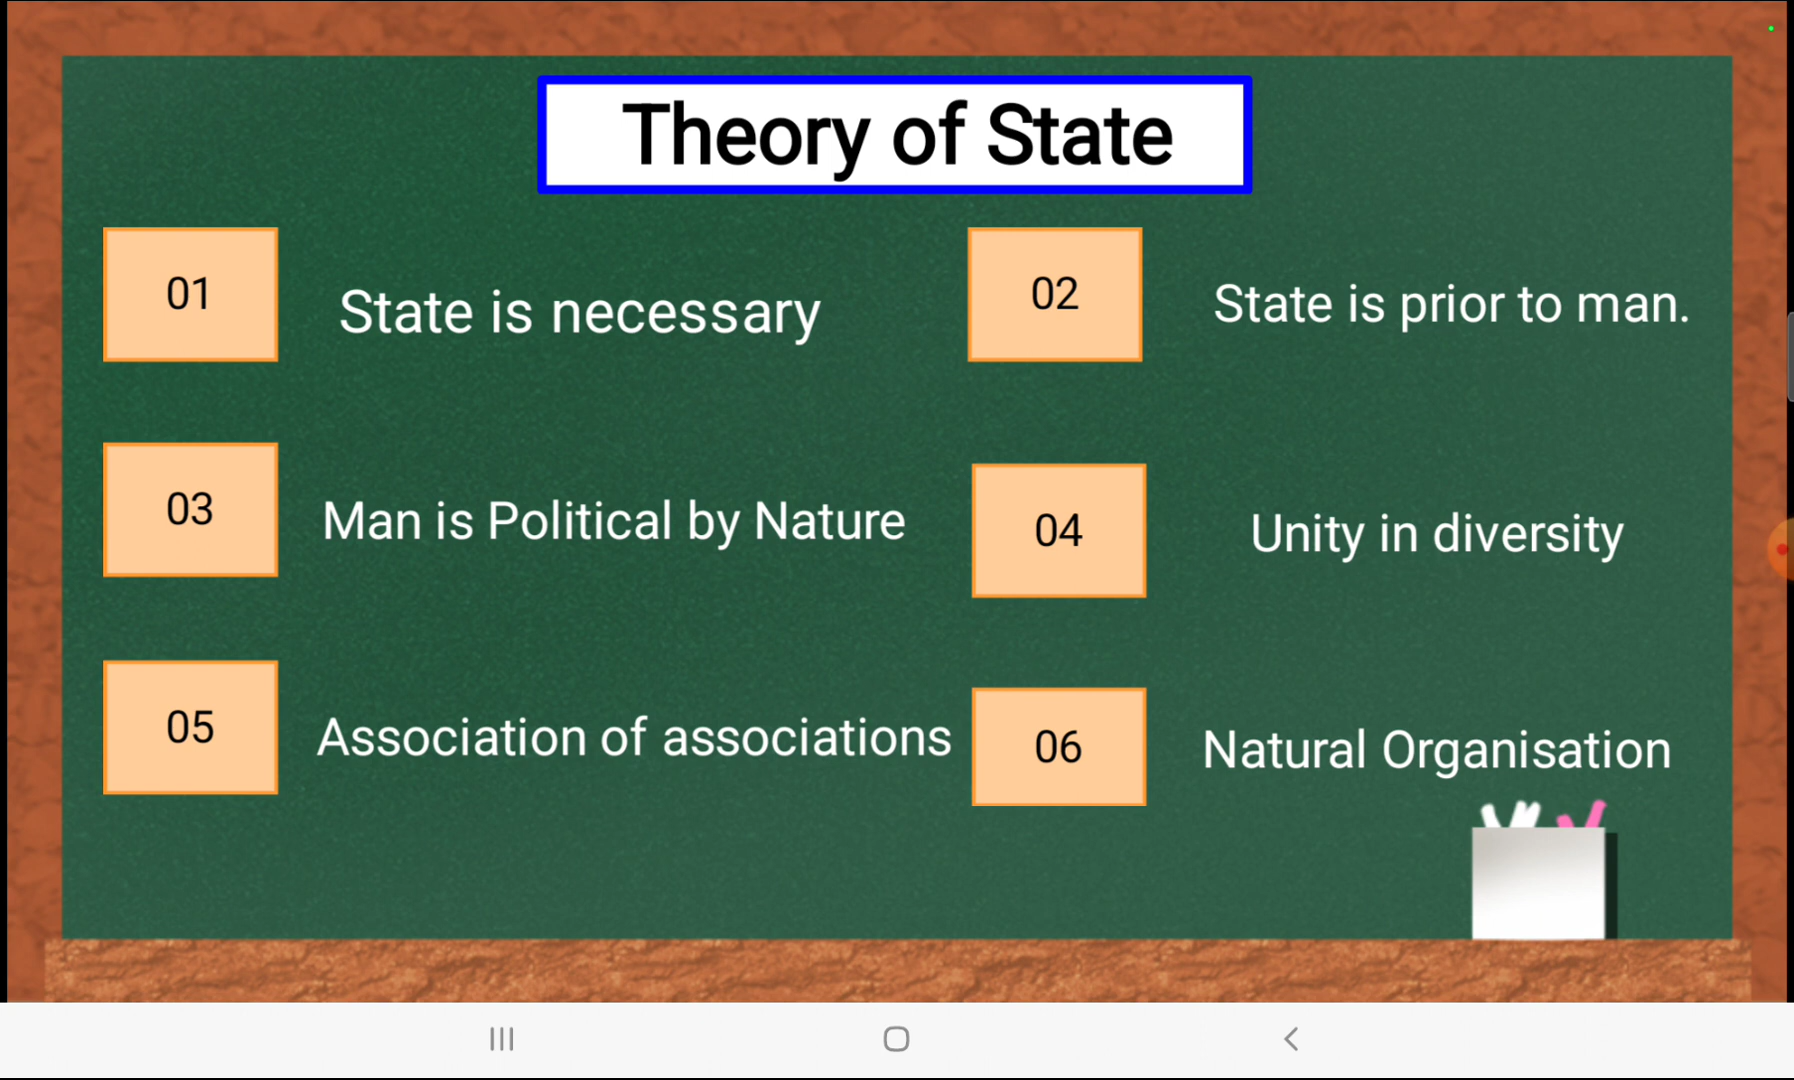 Theory of State
01
State is necessary
02
State is prior to man.
03
Man is Political by Nature
04
Unity in diversity
05
Association of associations
06
Natural Organisation